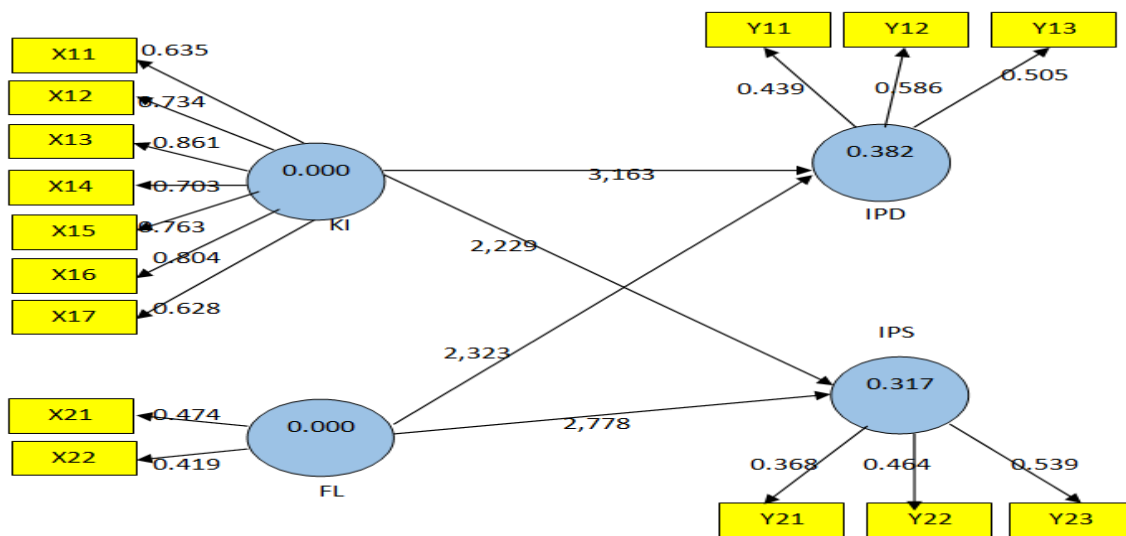 X11
0.635
X12
0.734
X13
0.861
X14
0.703
X15
0.763
X16
0.804
X17
0.628
0.000
KI
X21
0.474
X22
0.419
0.000
FL
3,163
2,229
2,323
2,778
Y11
Y12
Y13
0.439
0.586
0.505
0.382
IPD
IPS
0.317
0.368
0.464
0.539
Y21
Y22
Y23